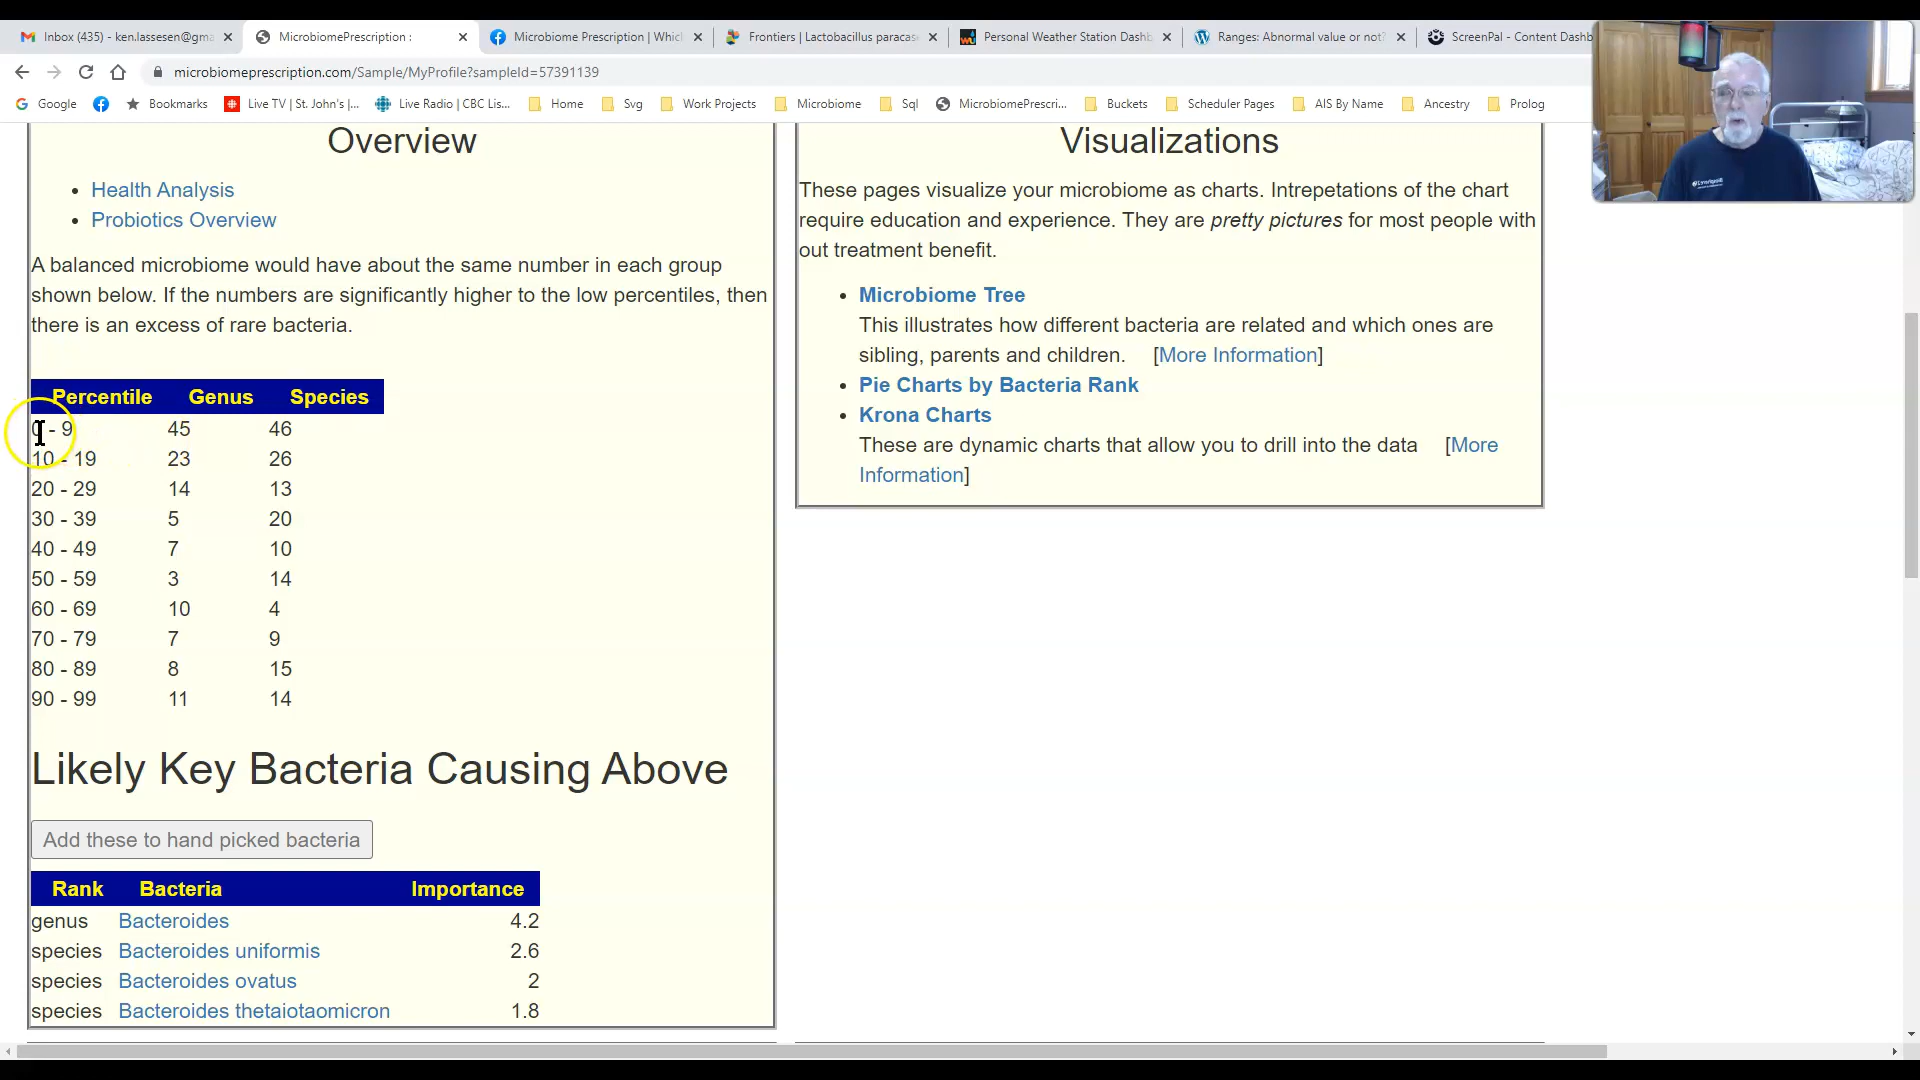 Inbox (435) - ken.lassesen@gma
MicrobiomePrescription :
Microbiome Prescription | Whic
Frontiers | Lactobacillus paracase
Personal Weather Station Dashb
Ranges: Abnormal value or not?
ScreenPal - Content Dashb
microbiomeprescription.com/Sample/MyProfile?sampleId=57391139
Google
Bookmarks
Live TV | St. John's |...
Live Radio | CBC Lis...
Home
Svg
Work Projects
Microbiome
Sql
MicrobiomePrescri...
Buckets
Scheduler Pages
AIS By Name
Ancestry
Prolog
Overview
Health Analysis
Probiotics Overview
A balanced microbiome would have about the same number in each group
shown below. If the numbers are significantly higher to the low percentiles, then
there is an excess of rare bacteria.
Percentile Genus Species
0 - 9 45 46
10 - 19 23 26
20 - 29 14 13
30 - 39 5 20
40 - 49 7 10
50 - 59 3 14
60 - 69 10 4
70 - 79 7 9
80 - 89 8 15
90 - 99 11 14
Likely Key Bacteria Causing Above
Add these to hand picked bacteria
Rank Bacteria Importance
genus Bacteroides 4.2
species Bacteroides uniformis 2.6
species Bacteroides ovatus 2
species Bacteroides thetaiotaomicron 1.8
Visualizations
These pages visualize your microbiome as charts. Intrepetations of the chart
require education and experience. They are pretty pictures for most people with
out treatment benefit.
Microbiome Tree
This illustrates how different bacteria are related and which ones are
sibling, parents and children. [More Information]
Pie Charts by Bacteria Rank
Krona Charts
These are dynamic charts that allow you to drill into the data [More
Information]